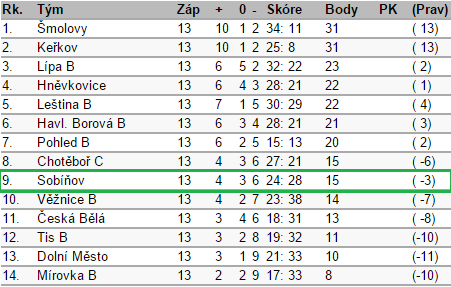 Rk. Tým Záp + 0 - Skóre Body PK (Prav)
1. Šmolovy 13 10 1 2 34: 11 31 ( 13)
2. Keřkov 13 10 1 2 25: 8 31 ( 13)
3. Lípa B 13 6 5 2 32: 22 23 ( 2)
4. Hněvkovice 13 6 4 3 28: 21 22 ( 1)
5. Leština B 13 7 1 5 30: 29 22 ( 4)
6. Havl. Borová B 13 6 3 4 28: 21 21 ( 3)
7. Pohled B 13 6 2 5 15: 13 20 ( 2)
8. Chotěboř C 13 4 3 6 27: 21 15 ( -6)
9. Sobíňov 13 4 3 6 24: 28 15 ( -3)
10. Věžnice B 13 4 2 7 23: 38 14 ( -7)
11. Česká Bělá 13 3 4 6 18: 31 13 ( -8)
12. Tis B 13 3 2 8 19: 32 11 (-10)
13. Dolní Město 13 3 1 9 21: 33 10 (-11)
14. Mírovka B 13 2 2 9 17: 33 8 (-10)